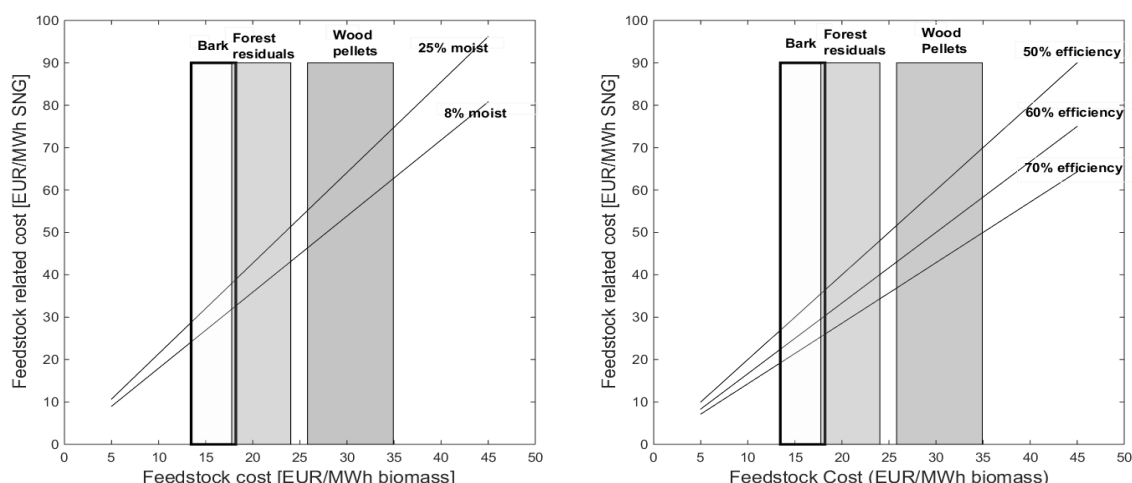 Bark
Forest
residuals
Wood
pellets
25% moist
8% moist
Feedstock related cost [EUR/MWh SNG]
100
90
80
70
60
50
40
30
20
10
0
0 5 10 15 20 25 30 35 40 45 50
Feedstock cost [EUR/MWh biomass]
Bark
Forest
residuals
Wood
Pellets
50% efficiency
60% efficiency
70% efficiency
Feedstock related cost [EUR/MWh SNG]
100
90
80
70
60
50
40
30
20
10
0
0 5 10 15 20 25 30 35 40 45 50
Feedstock Cost (EUR/MWh biomass)